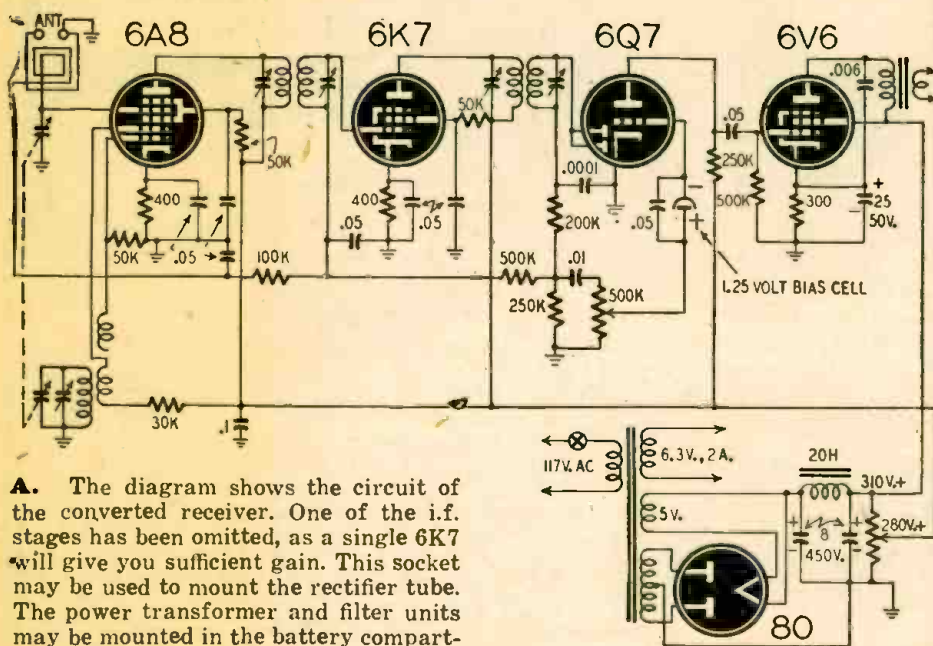 ANT
6A8
6K7
6Q7
6V6
.006
50K
50K
.05
.0001
250K
500K
400
400
.05
.05
200K
.05
300
25
50V.
50K
.05
100K
500K
.01
1.25 VOLT BIAS CELL
250K
500K
30K
.1
117V. AC
6.3V., 2A.
20H
310V.+
5V.
8
450V.
280V.+
80
A. The diagram shows the circuit of
the converted receiver. One of the i.f.
stages has been omitted, as a single 6K7
will give you sufficient gain. This socket
may be used to mount the rectifier tube.
The power transformer and filter units
may be mounted in the battery compart-